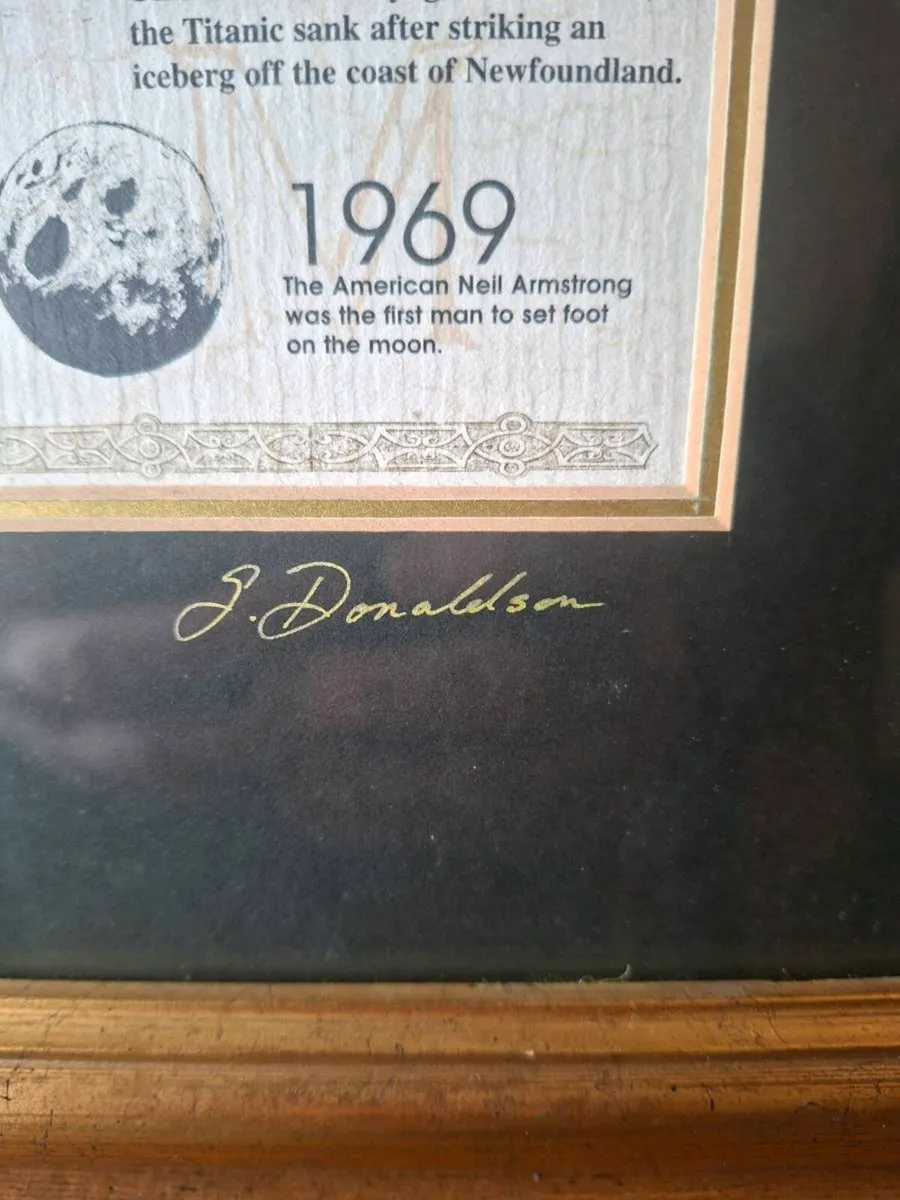 the Titanic sank after striking an
iceberg off the coast of Newfoundland.
1969
The American Neil Armstrong
was the first man to set foot
on the moon.
S. Donaldson